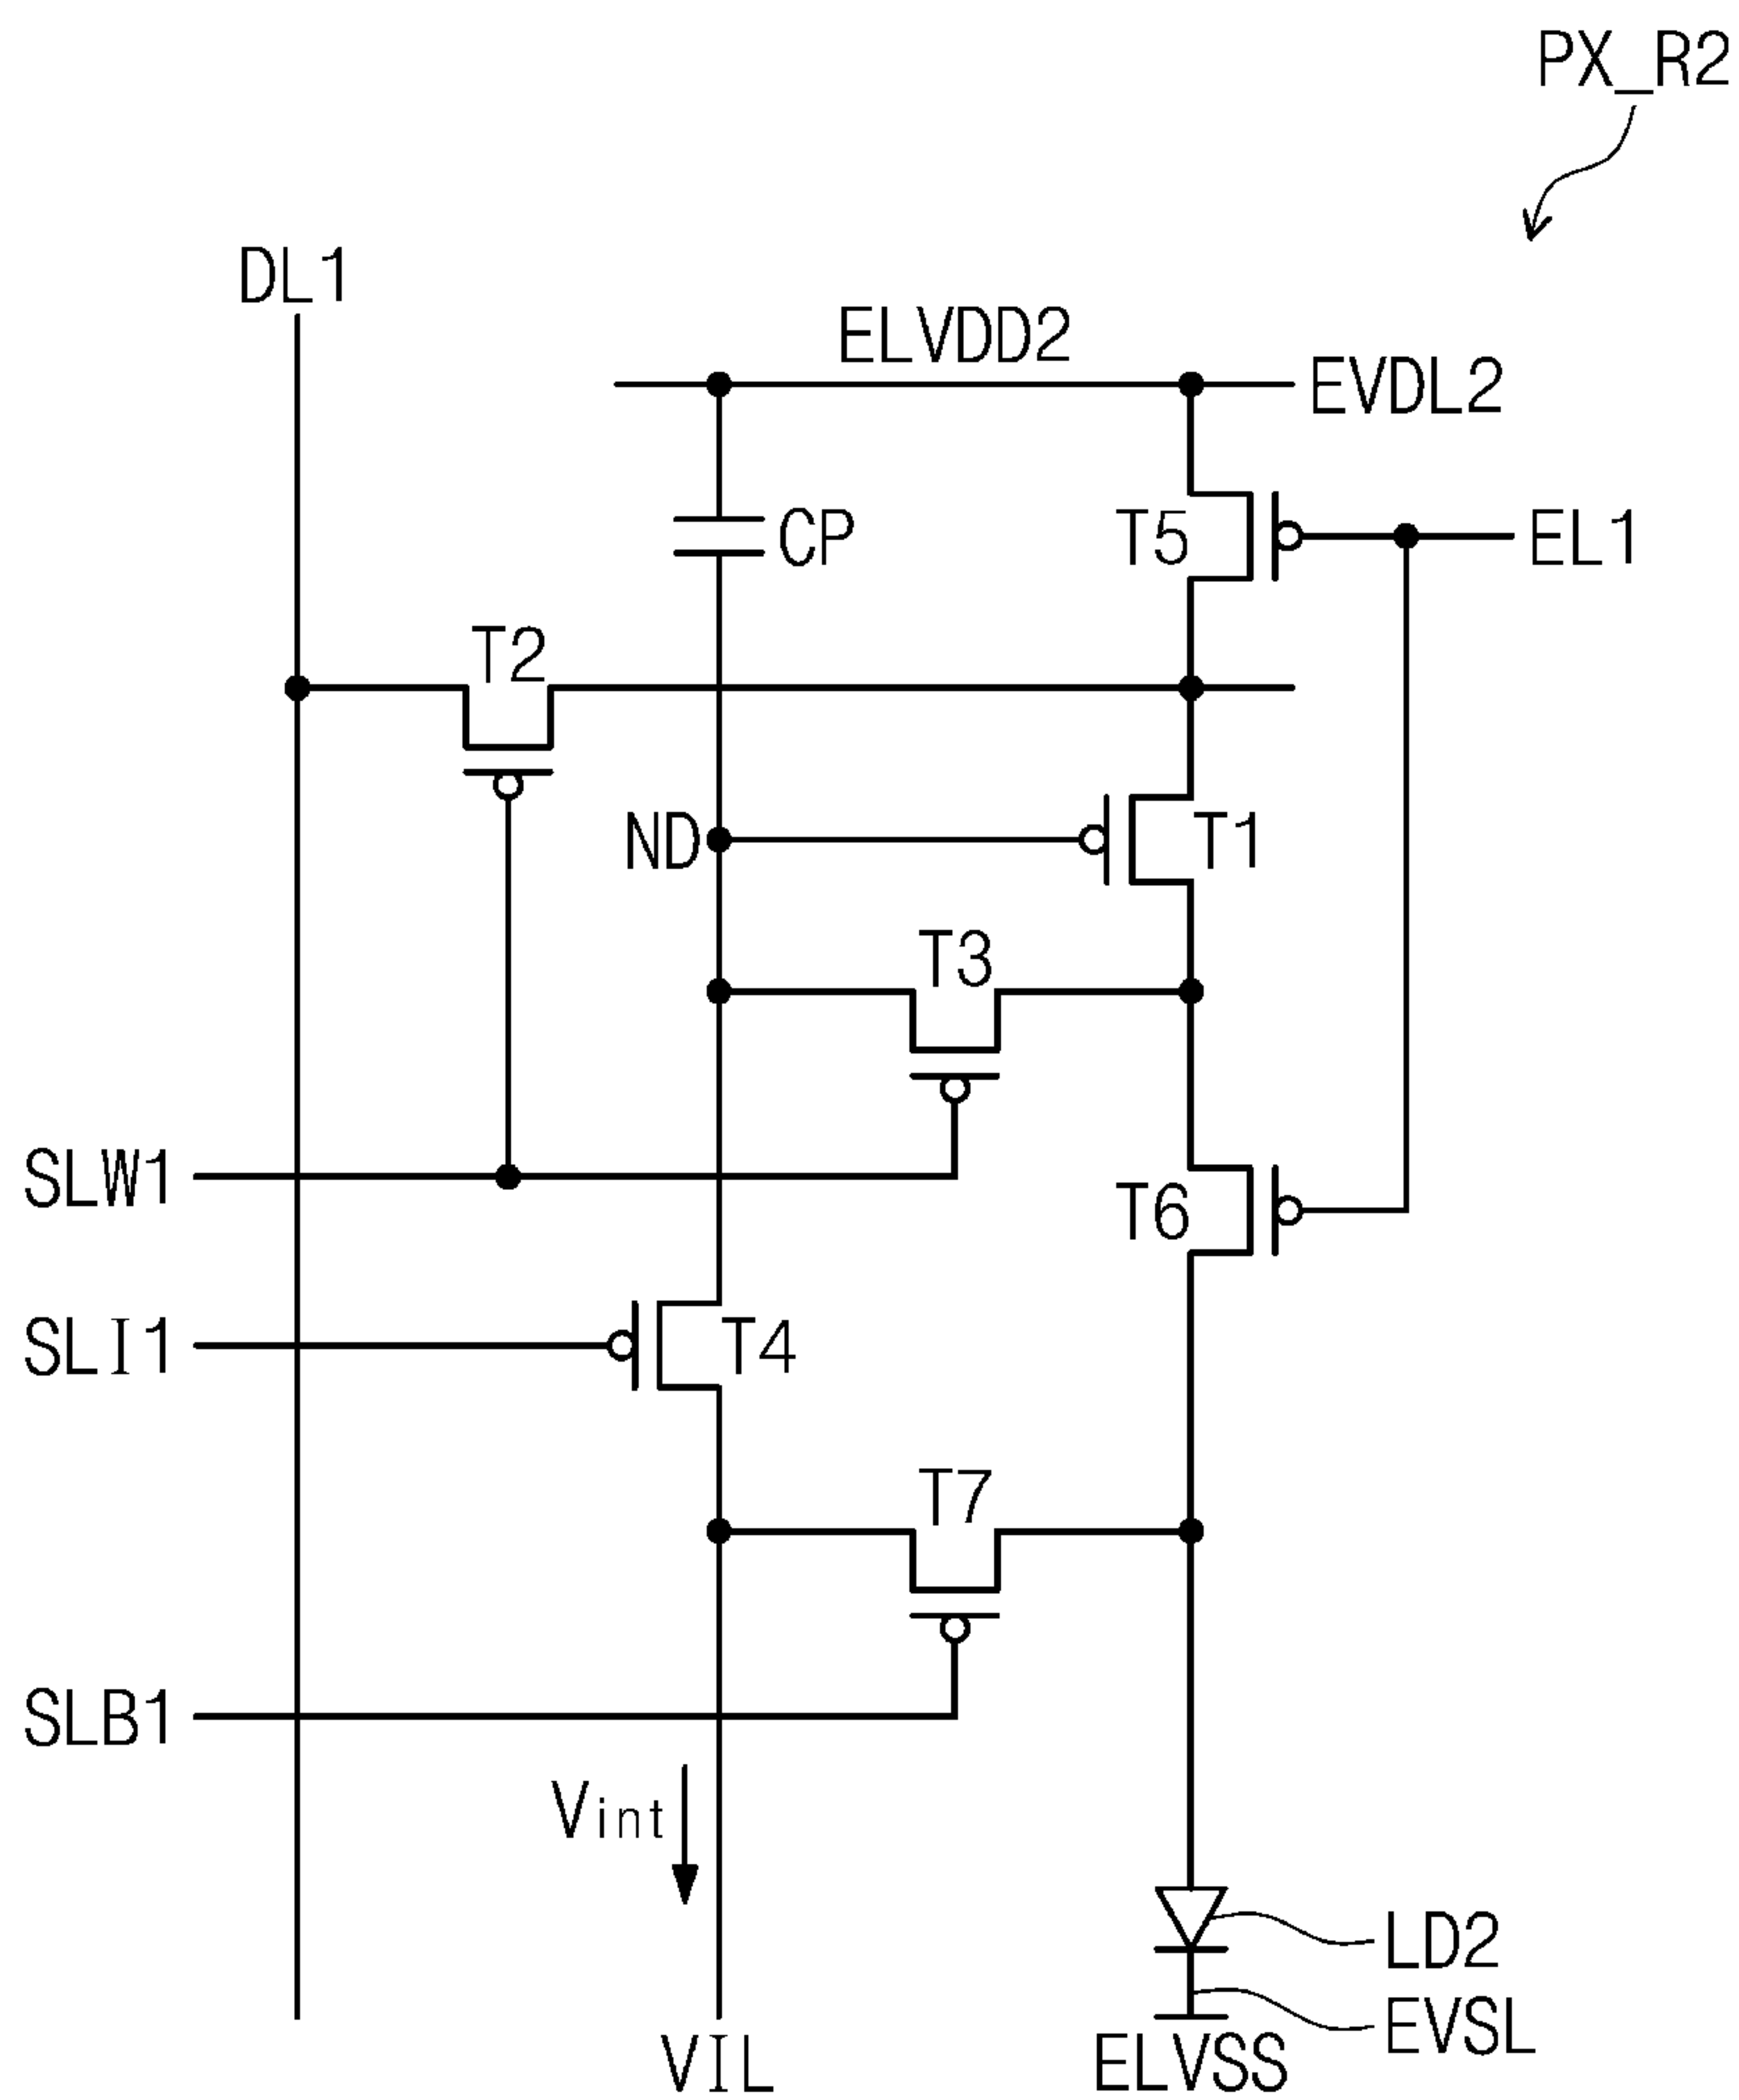 PX_R2
DL1
ELVDD2
EVDL2
CP
T5
EL1
T2
ND
T1
T3
SLW1
T6
SLI1
T4
T7
SLB1
Vint
LD2
EVSL
VIL
ELVSS